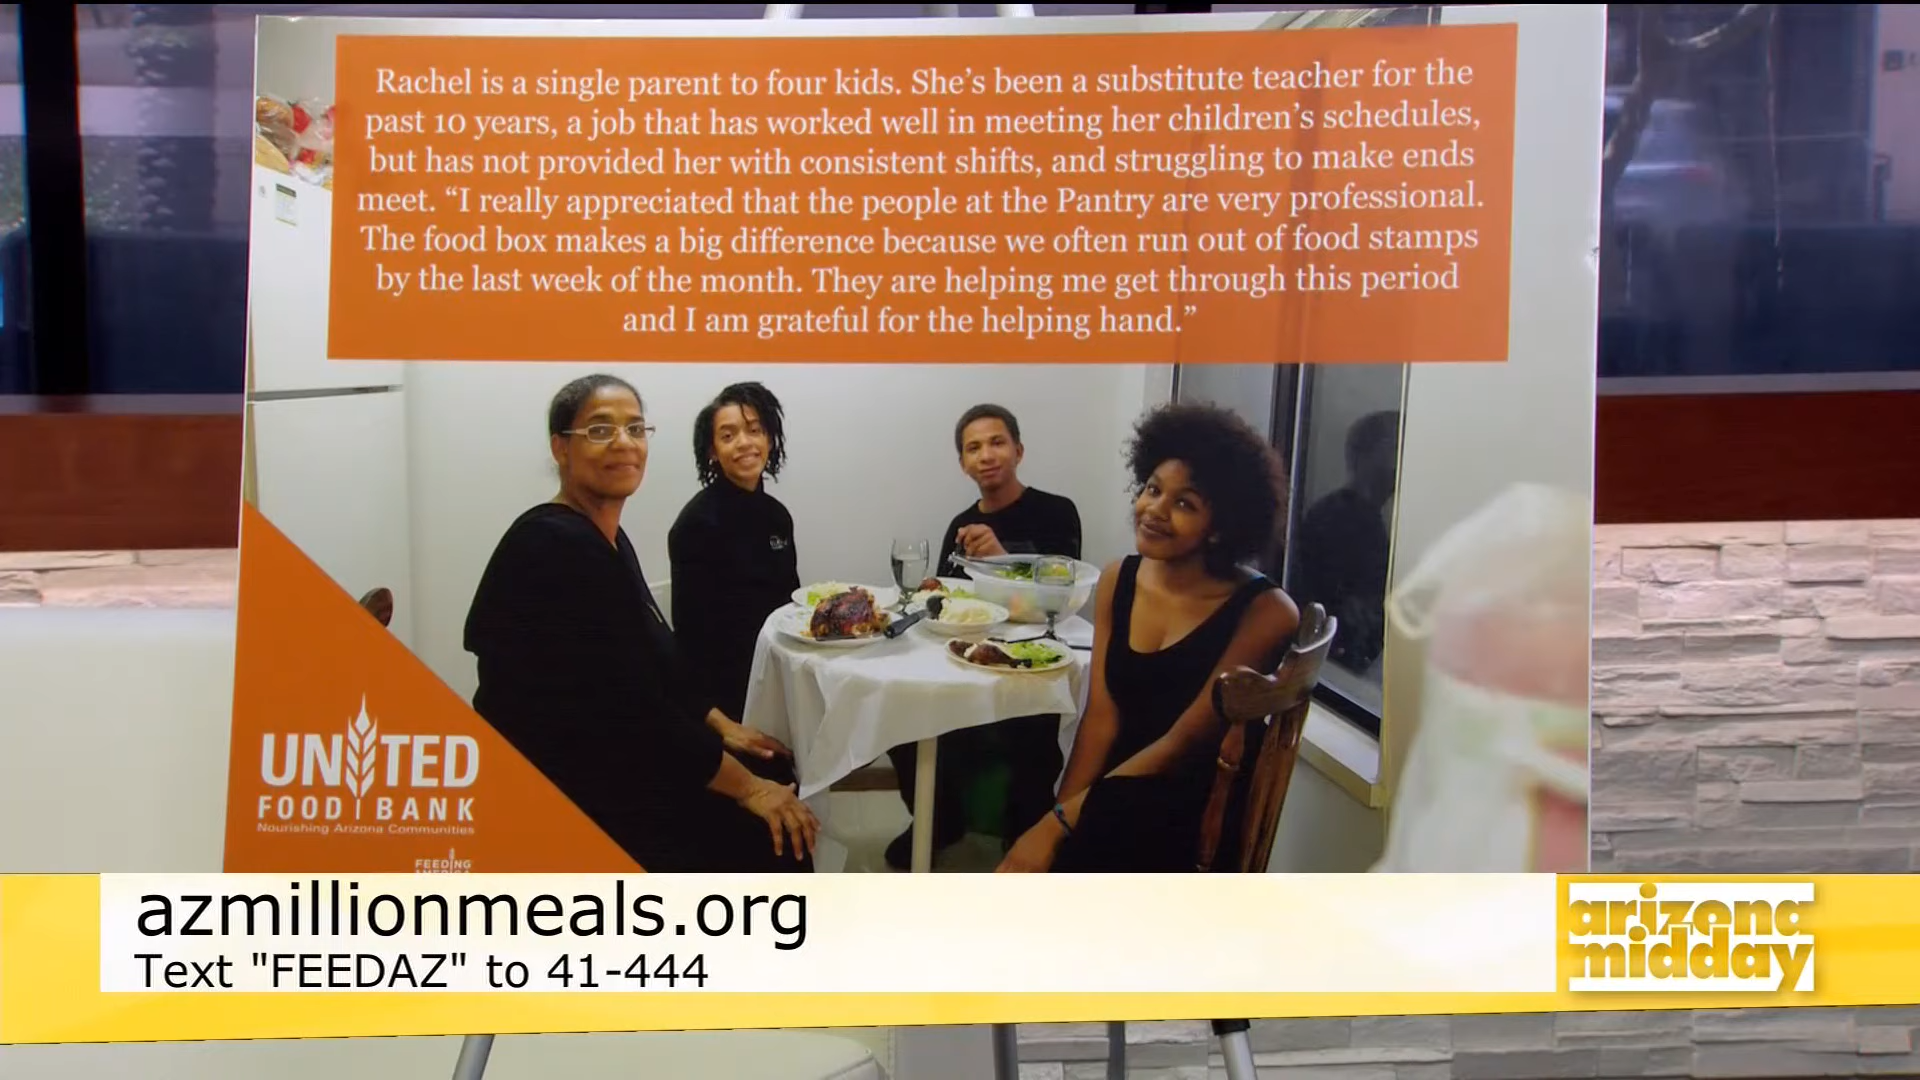 Rachel is a single parent to four kids. She's been a substitute teacher for the
past 10 years, a job that has worked well in meeting her children's schedules,
but has not provided her with consistent shifts, and struggling to make ends
meet. “I really appreciated that the people at the Pantry are very professional.
The food box makes a big difference because we often run out of food stamps
by the last week of the month. They are helping me get through this period
and I am grateful for the helping hand.”
UNITED
FOOD BANK
Nourishing Arizona Communities
FEEDING
AMERICA
azmillionmeals.org
Text "FEEDAZ" to 41-444
arizona
midday